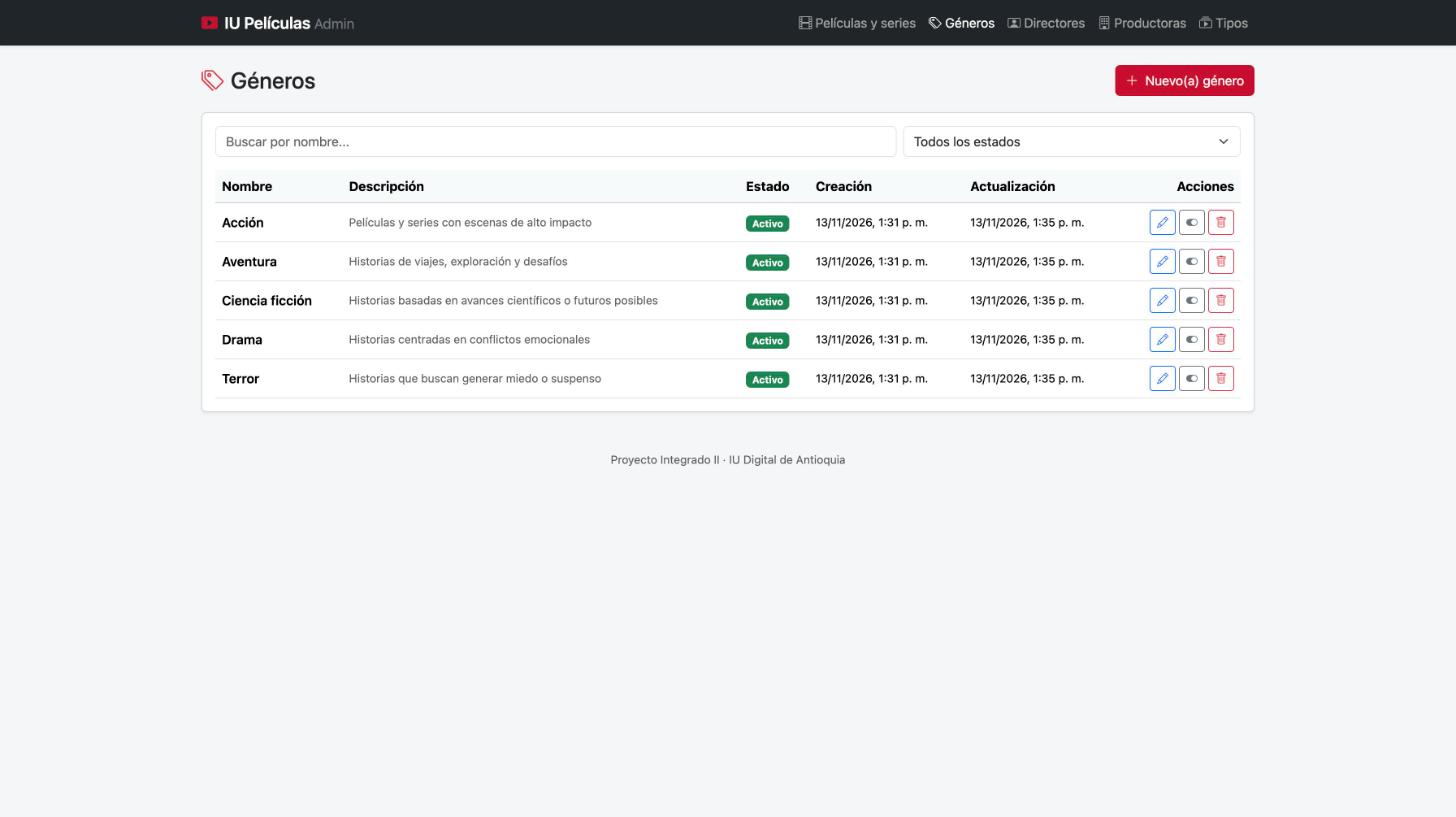 IU Películas Admin
Películas y series Géneros Directores Productoras Tipos
Géneros
Nuevo(a) género
Buscar por nombre... Todos los estados
Nombre Descripción Estado Creación Actualización Acciones
Acción Películas y series con escenas de alto impacto Activo 13/11/2026, 1:31 p. m. 13/11/2026, 1:35 p. m.
Aventura Historias de viajes, exploración y desafíos Activo 13/11/2026, 1:31 p. m. 13/11/2026, 1:35 p. m.
Ciencia ficción Historias basadas en avances científicos o futuros posibles Activo 13/11/2026, 1:31 p. m. 13/11/2026, 1:35 p. m.
Drama Historias centradas en conflictos emocionales Activo 13/11/2026, 1:31 p. m. 13/11/2026, 1:35 p. m.
Terror Historias que buscan generar miedo o suspenso Activo 13/11/2026, 1:31 p. m. 13/11/2026, 1:35 p. m.
Proyecto Integrado II · IU Digital de Antioquia